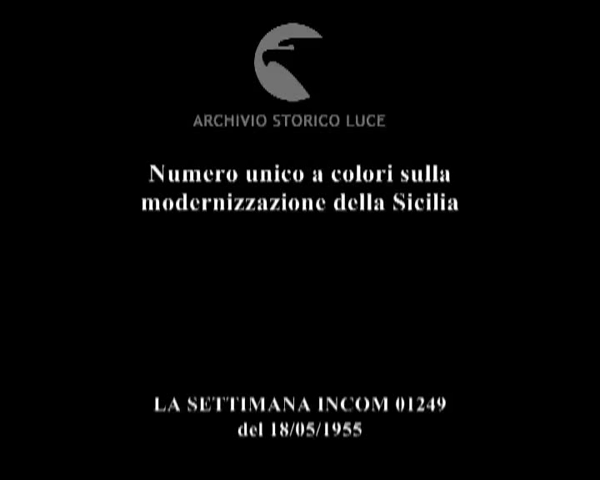 ARCHIVIO STORICO LUCE
Numero unico a colori sulla
modernizzazione della Sicilia
LA SETTIMANA INCOM 01249
del 18/05/1955